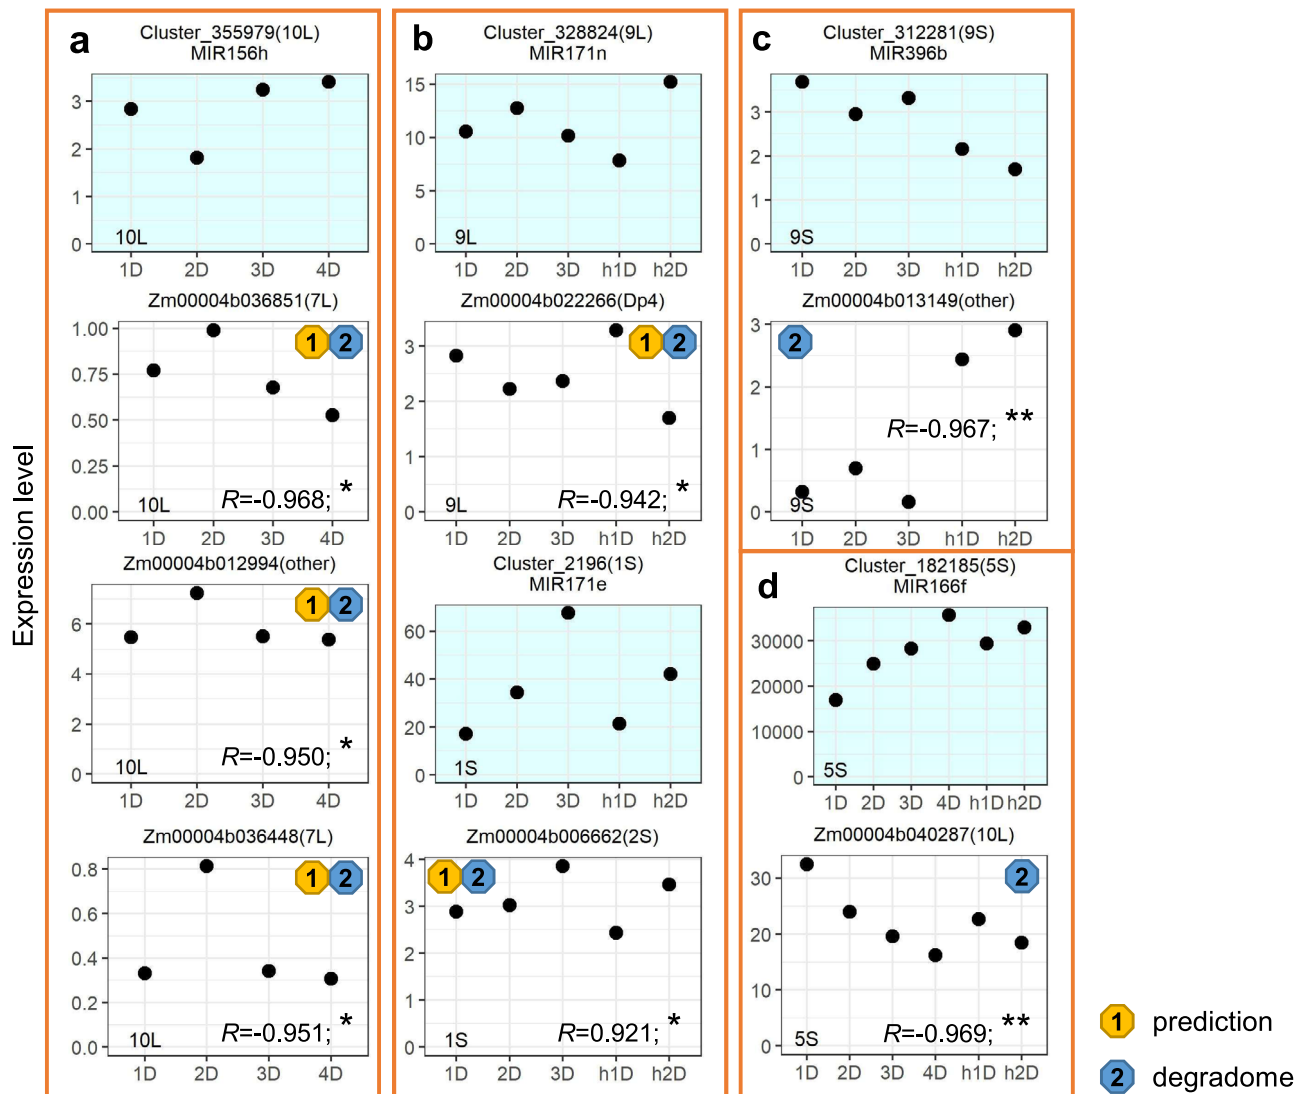 Expression level
a
Cluster_355979(10L)
MIR156h
3
2
1
0
10L
1D 2D 3D 4D
Zm00004b036851(7L)
1 2
1.00
0.75
0.50
0.25
0.00
10L
R=-0.968; *
1D 2D 3D 4D
Zm00004b012994(other)
1 2
6
4
2
0
10L
R=-0.950; *
1D 2D 3D 4D
Zm00004b036448(7L)
1 2
0.8
0.6
0.4
0.2
0.0
10L
R=-0.951; *
1D 2D 3D 4D
b
Cluster_328824(9L)
MIR171n
15
10
5
0
9L
1D 2D 3D h1D h2D
Zm00004b022266(Dp4)
1 2
3
2
1
0
9L
R=-0.942; *
1D 2D 3D h1D h2D
Cluster_2196(1S)
MIR171e
60
40
20
0
1S
1D 2D 3D h1D h2D
Zm00004b006662(2S)
1 2
4
3
2
1
0
1S
R=0.921; *
1D 2D 3D h1D h2D
c
Cluster_312281(9S)
MIR396b
3
2
1
0
9S
1D 2D 3D h1D h2D
Zm00004b013149(other)
2
3
2
1
0
R=-0.967; **
9S
1D 2D 3D h1D h2D
d
Cluster_182185(5S)
MIR166f
30000
20000
10000
0
5S
1D 2D 3D 4D h1D h2D
Zm00004b040287(10L)
2
30
20
10
0
5S
R=-0.969; **
1D 2D 3D 4D h1D h2D
1 prediction
2 degradome